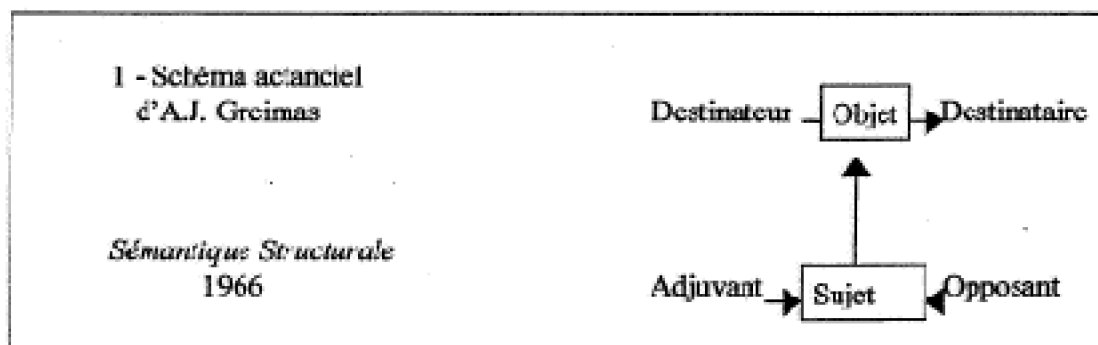 1 - Schéma actanciel
d'A.J. Greimas
Destinateur Objet Destinataire
Sémantique Structurale
1966
Adjuvant Sujet Opposant